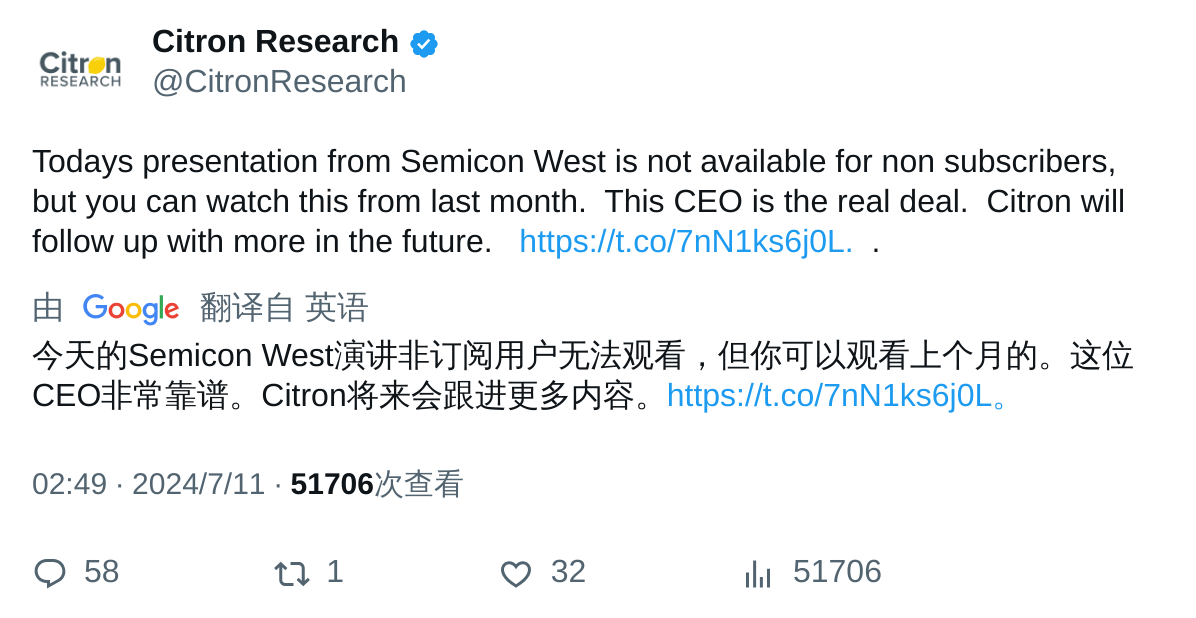 Citron
RESEARCH
Citron Research
@CitronResearch
Todays presentation from Semicon West is not available for non subscribers,
but you can watch this from last month.  This CEO is the real deal.  Citron will
follow up with more in the future.   https://t.co/7nN1ks6j0L.  .
由 Google 翻译自 英语
今天的Semicon West演讲非订阅用户无法观看，但你可以观看上个月的。这位
CEO非常靠谱。Citron将来会跟进更多内容。https://t.co/7nN1ks6j0L。
02:49 · 2024/7/11 · 51706次查看
58 1 32 51706